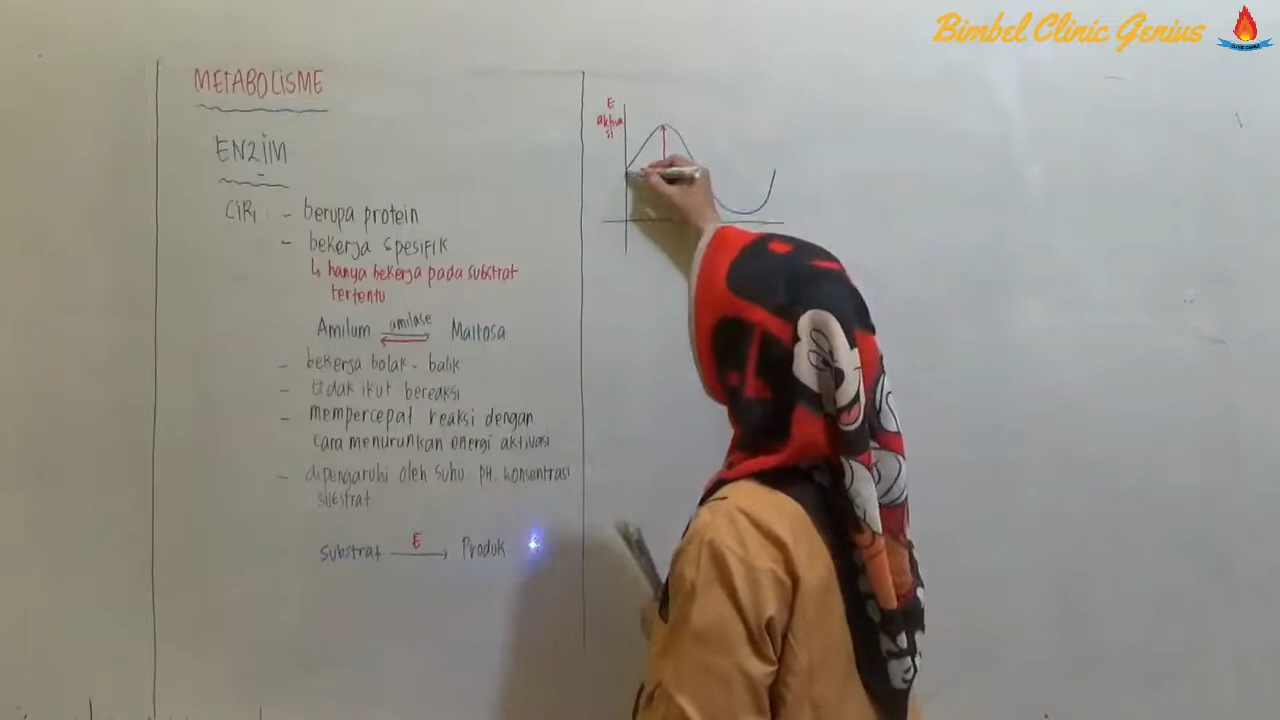 Bimbel Clinic Genius
METABOLISME
ENZIM
CIRI - berupa protein
- bekerja spesifik
↳ hanya bekerja pada substrat
tertentu
Amilum amilase Maltosa
- bekerja bolak - balik
- tidak ikut bereaksi
- mempercepat reaksi dengan
cara menurunkan energi aktivasi
- dipengaruhi oleh suhu. pH. konsentrasi
substrat
Substrat E Produk
E
aktiva
si